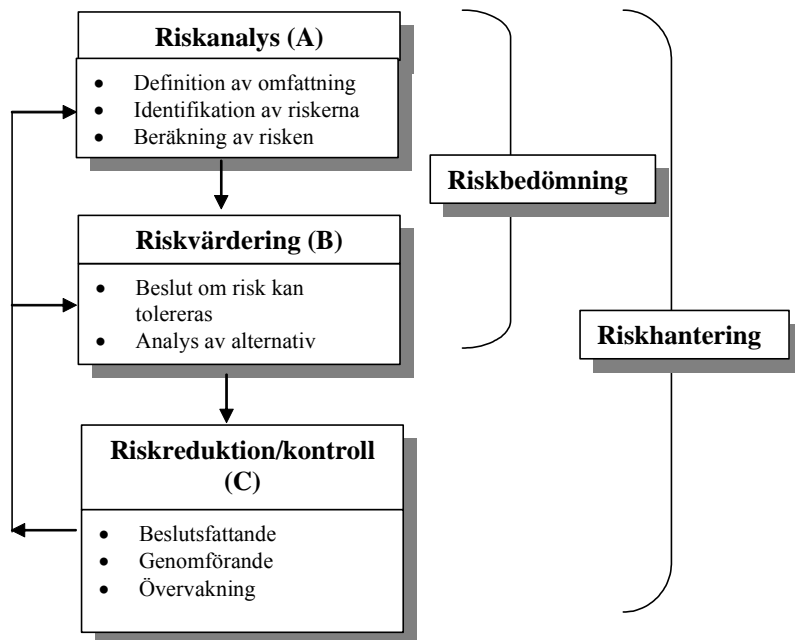 Riskanalys (A)
• Definition av omfattning
• Identifikation av riskerna
• Beräkning av risken
Riskbedömning
Riskvärdering (B)
• Beslut om risk kan
tolereras
• Analys av alternativ
Riskhantering
Riskreduktion/kontroll
(C)
• Beslutsfattande
• Genomförande
• Övervakning